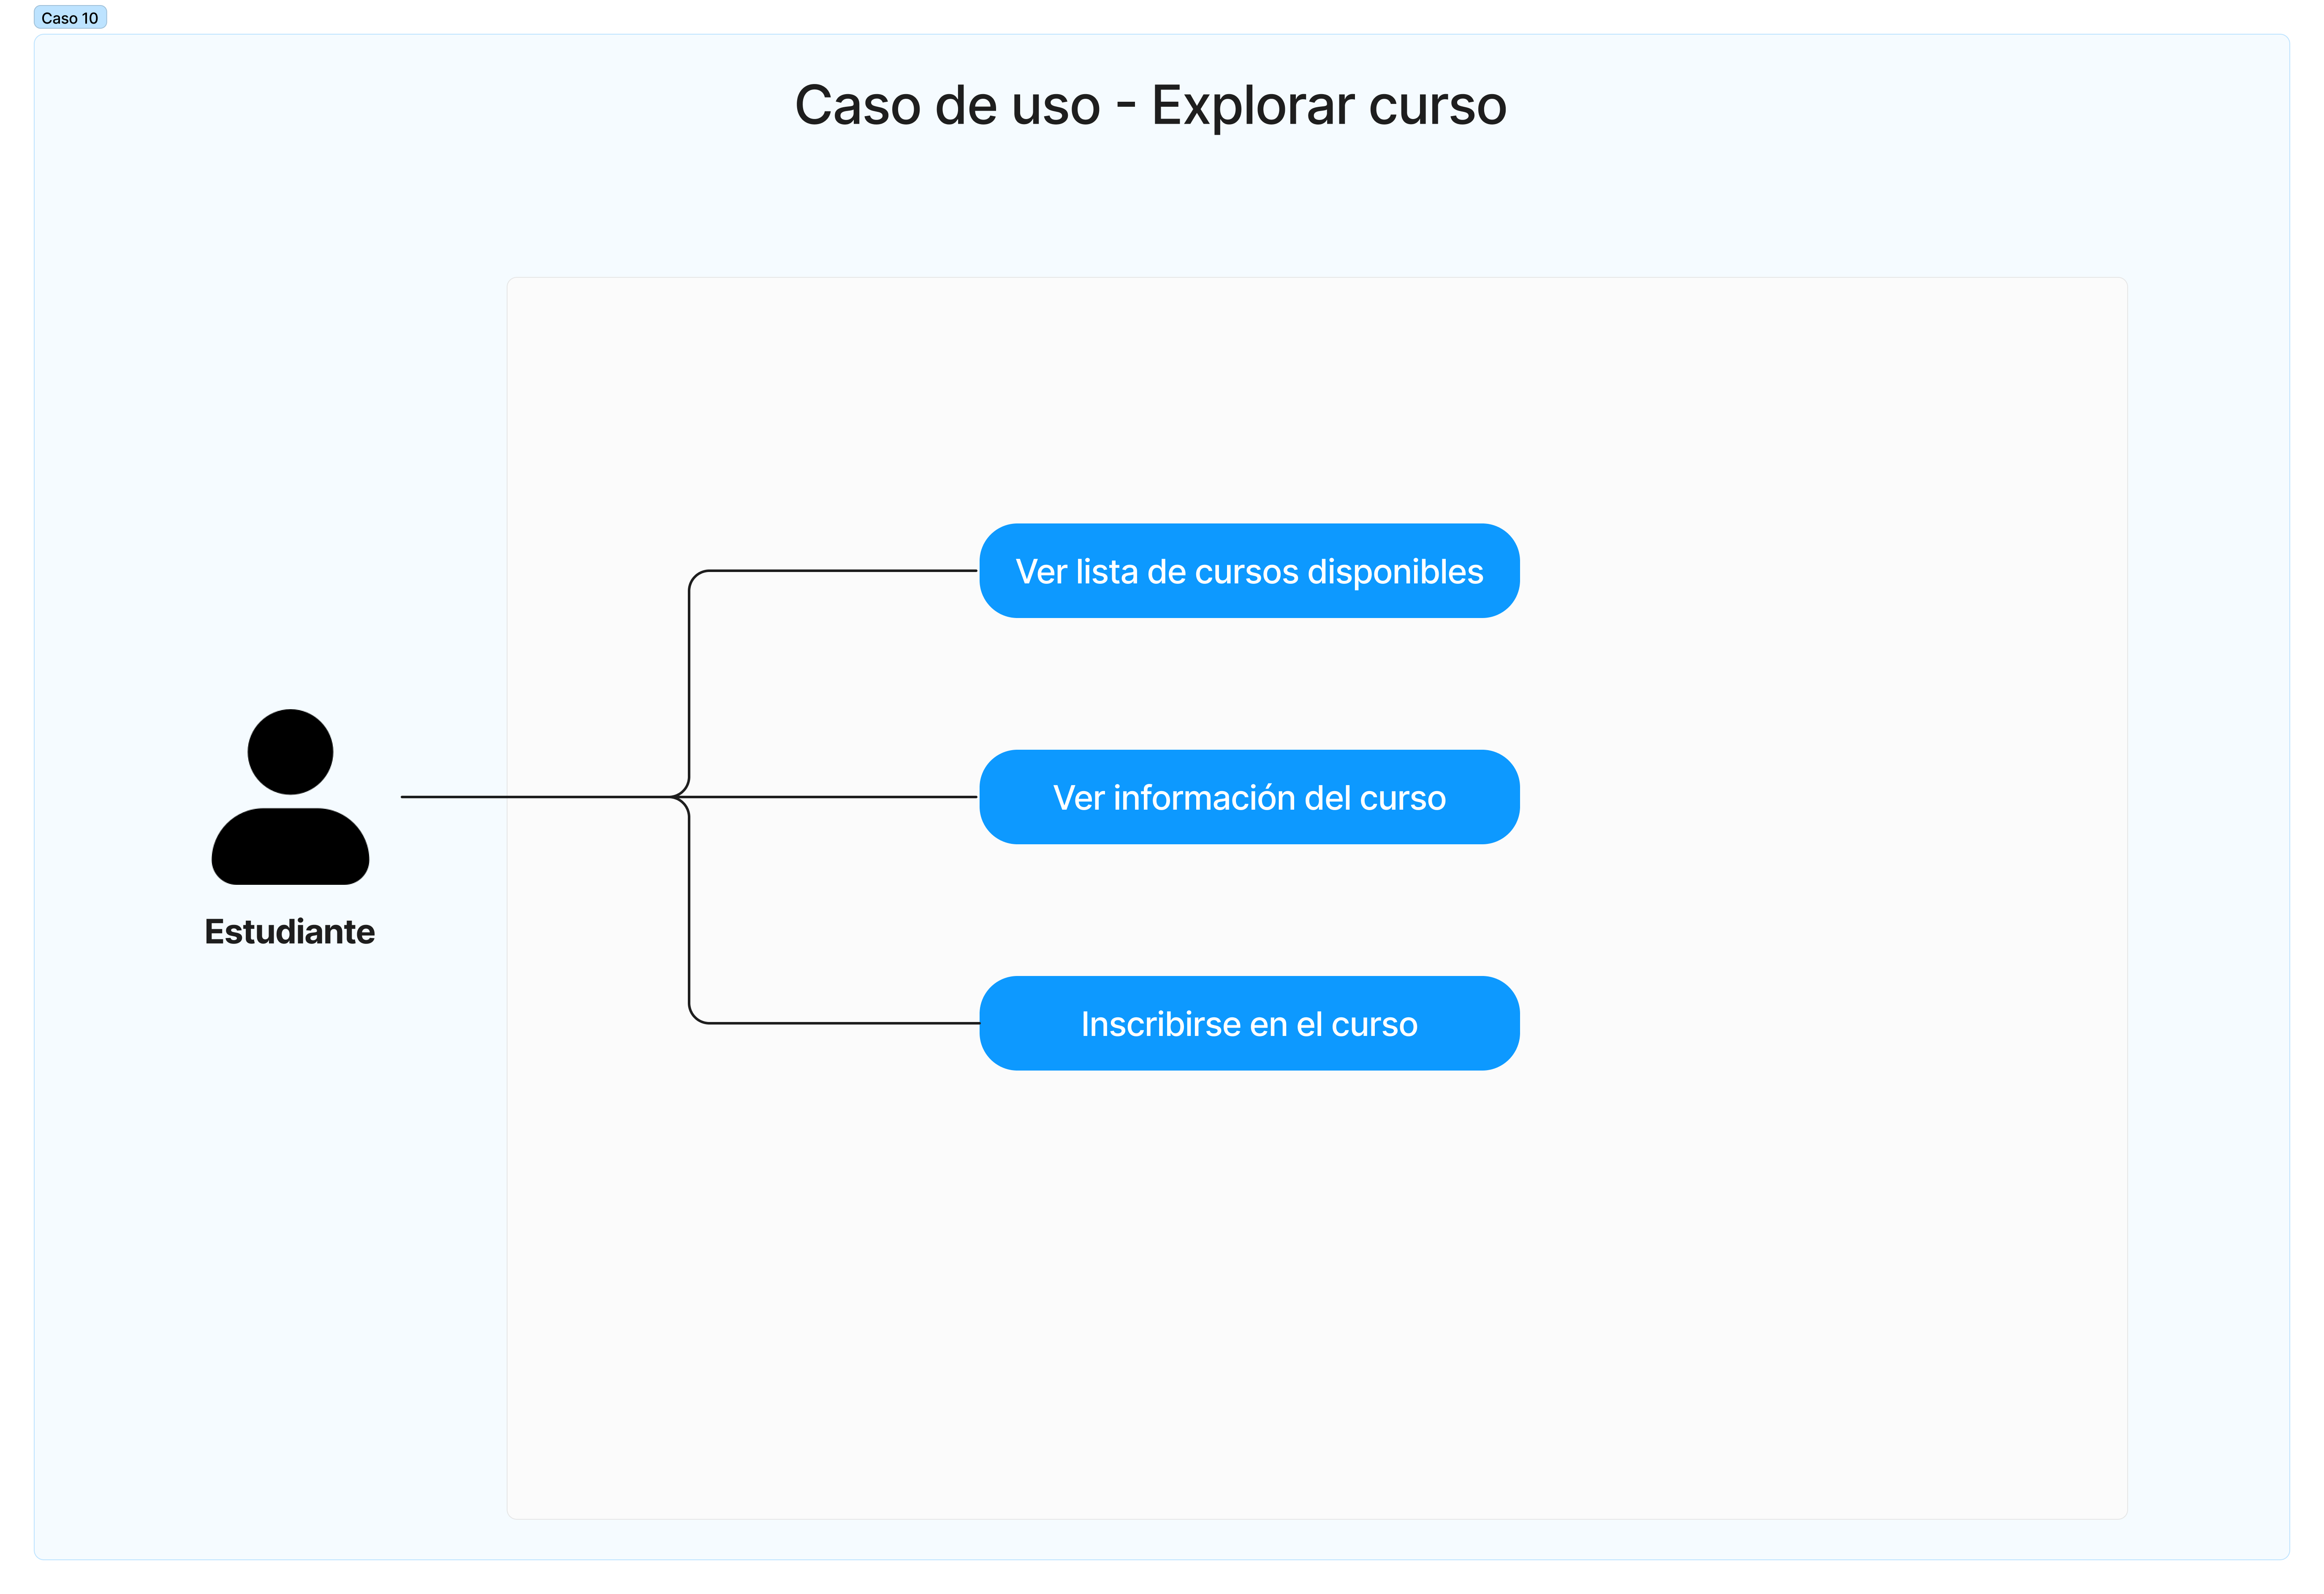 Caso 10
Caso de uso - Explorar curso
Ver lista de cursos disponibles
Ver información del curso
Estudiante
Inscribirse en el curso